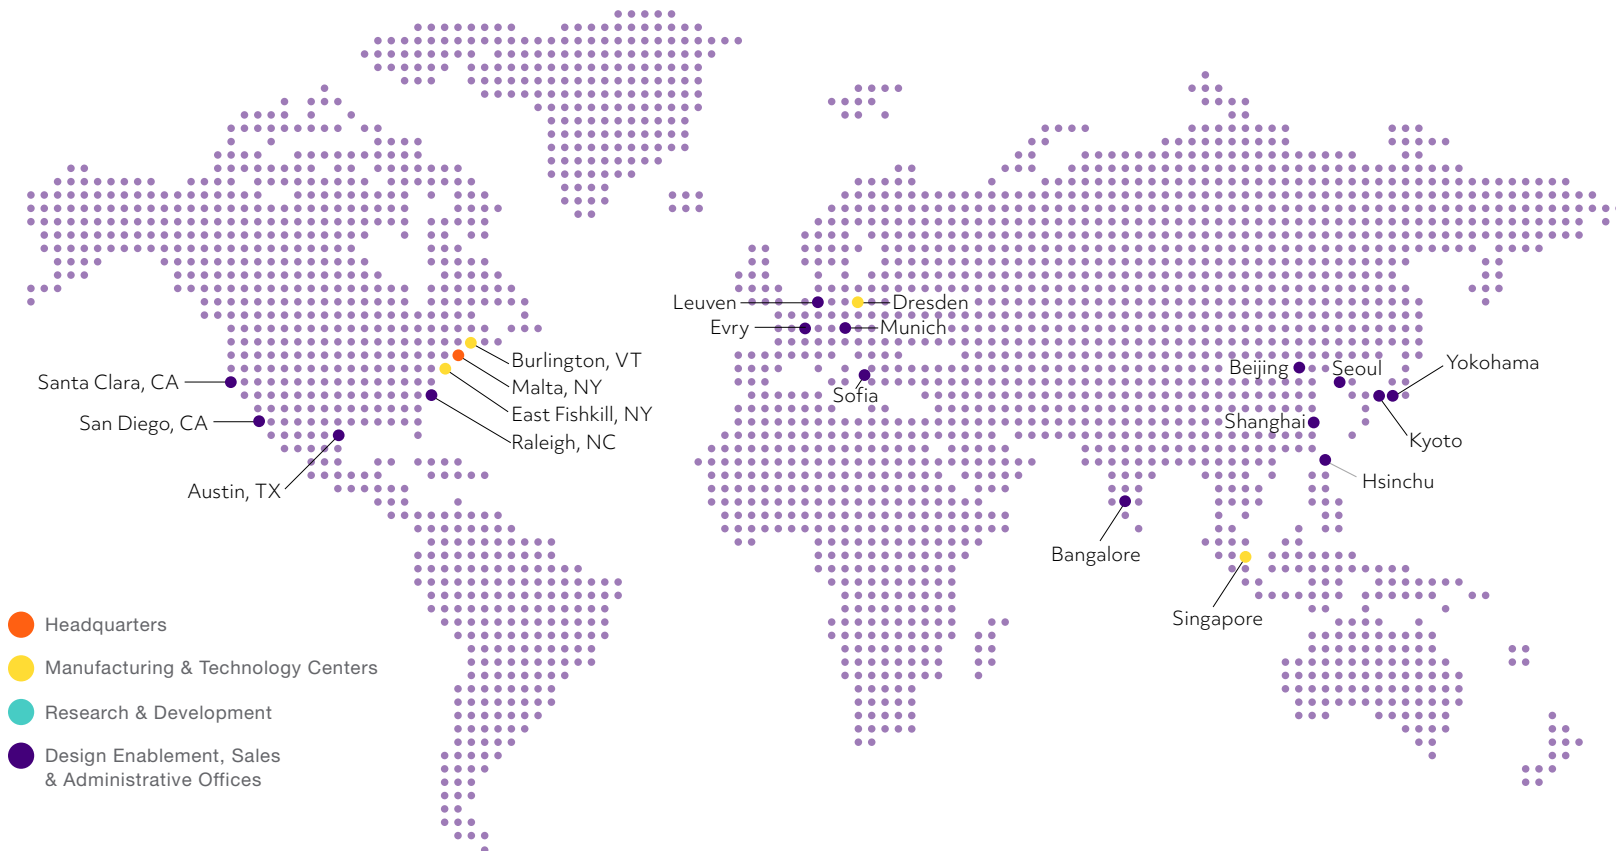 Leuven
Dresden
Evry
Munich
Sofia
Burlington, VT
Malta, NY
East Fishkill, NY
Raleigh, NC
Santa Clara, CA
San Diego, CA
Austin, TX
Beijing
Seoul
Yokohama
Shanghai
Kyoto
Hsinchu
Bangalore
Singapore
Headquarters
Manufacturing & Technology Centers
Research & Development
Design Enablement, Sales
& Administrative Offices